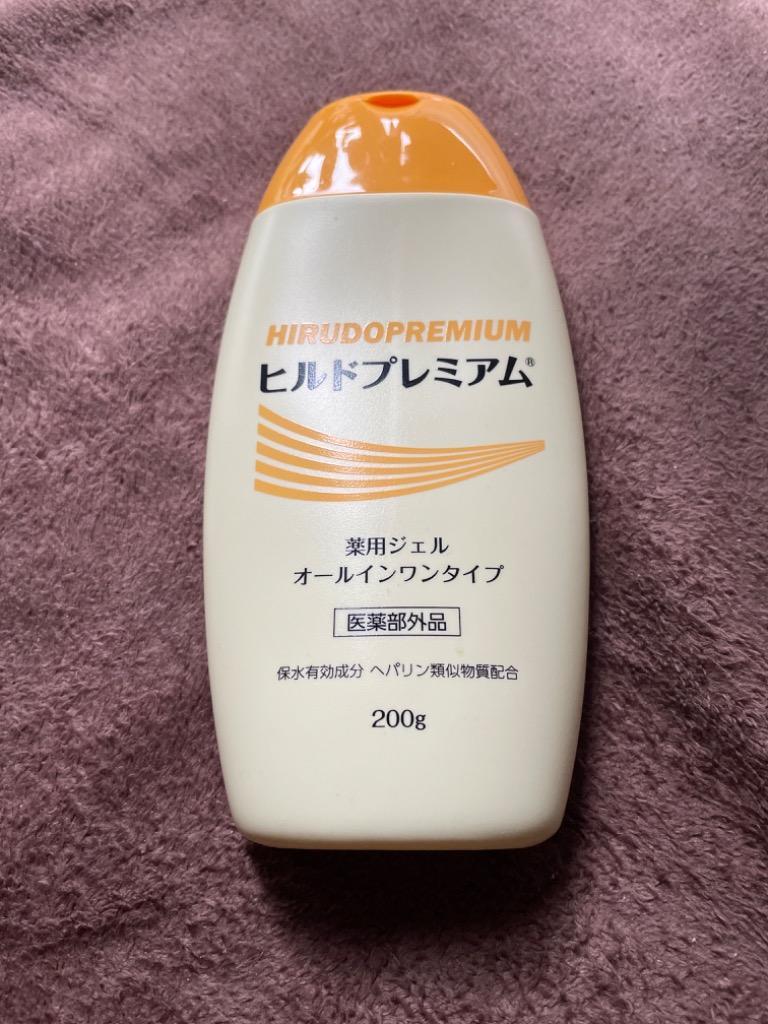 HIRUDOPREMIUM
ヒルドプレミアム®
薬用ジェル
オールインワンタイプ
医薬部外品
保水有効成分 ヘパリン類似物質配合
200g